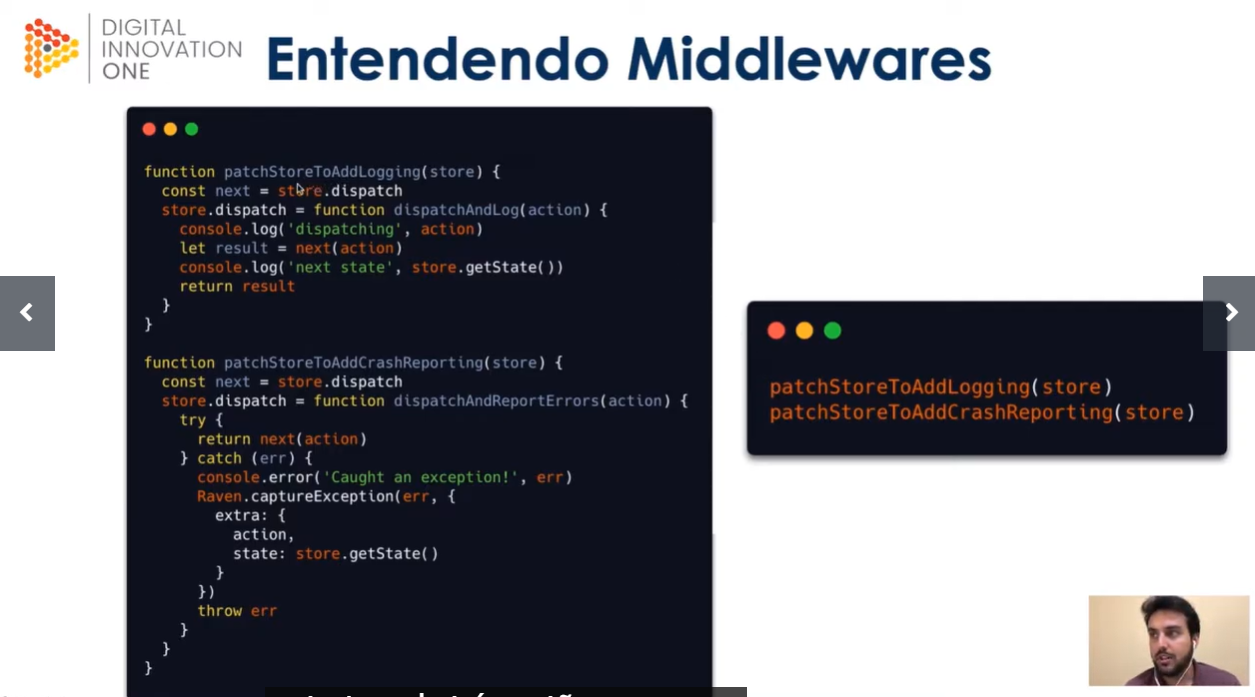 DIGITAL
INNOVATION
ONE
Entendendo Middlewares
function patchStoreToAddLogging(store) {
  const next = store.dispatch
  store.dispatch = function dispatchAndLog(action) {
    console.log('dispatching', action)
    let result = next(action)
    console.log('next state', store.getState())
    return result
  }
}
function patchStoreToAddCrashReporting(store) {
  const next = store.dispatch
  store.dispatch = function dispatchAndReportErrors(action) {
    try {
      return next(action)
    } catch (err) {
      console.error('Caught an exception!', err)
      Raven.captureException(err, {
        extra: {
          action,
          state: store.getState()
        }
      })
      throw err
    }
  }
}
patchStoreToAddLogging(store)
patchStoreToAddCrashReporting(store)